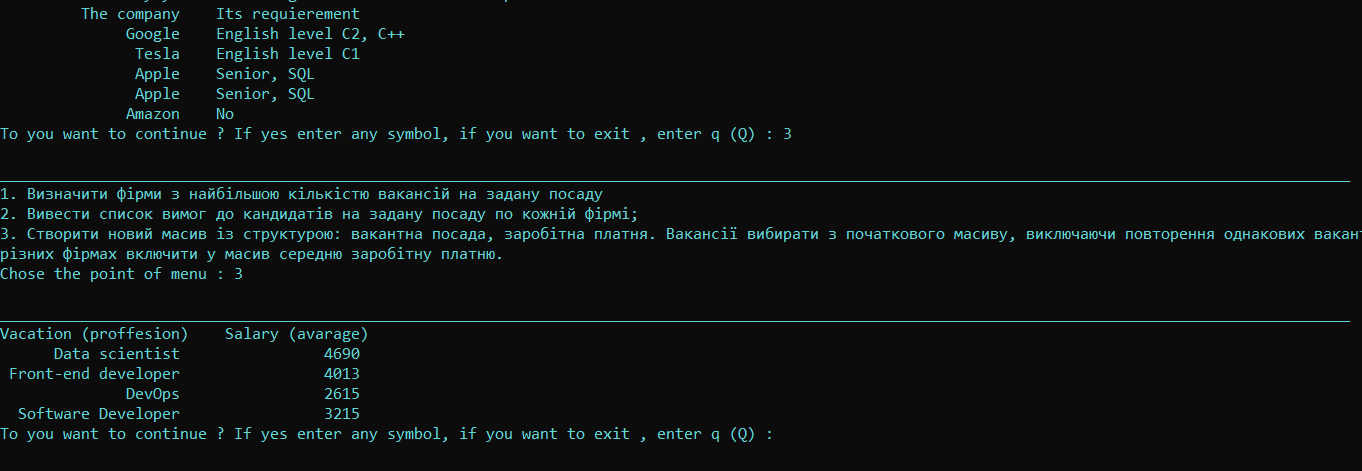 The company Its requierement
Google English level C2, C++
Tesla English level C1
Apple Senior, SQL
Apple Senior, SQL
Amazon No
To you want to continue ? If yes enter any symbol, if you want to exit , enter q (Q) : 3
1. Визначити фірми з найбільшою кількістю вакансій на задану посаду
2. Вивести список вимог до кандидатів на задану посаду по кожній фірмі;
3. Створити новий масив із структурою: вакантна посада, заробітна платня. Вакансії вибирати з початкового масиву, виключаючи повторення однакових вакан
різних фірмах включити у масив середню заробітну платню.
Chose the point of menu : 3
Vacation (proffesion) Salary (avarage)
Data scientist 4690
Front-end developer 4013
DevOps 2615
Software Developer 3215
To you want to continue ? If yes enter any symbol, if you want to exit , enter q (Q) :